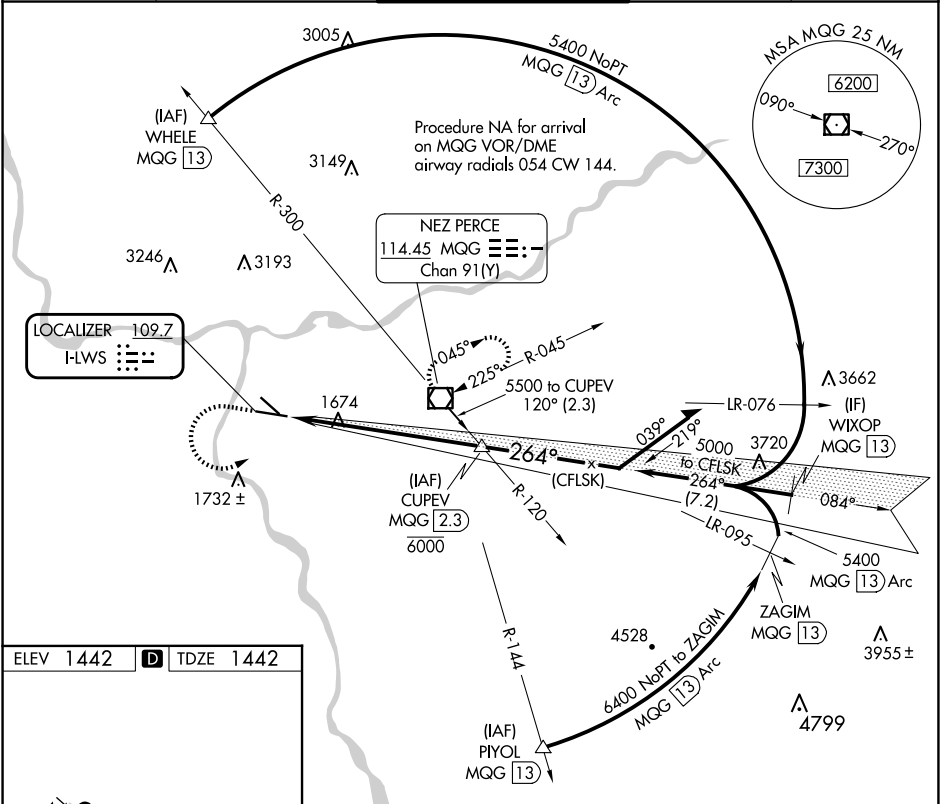 3005
5400 NoPT
MQG 13 Arc
MSA MQG 25 NM
6200
090°
270°
7300
(IAF)
WHELE
MQG 13
Procedure NA for arrival
on MQG VOR/DME
airway radials 054 CW 144.
3149
R-300
NEZ PERCE
114.45 MQG
Chan 91(Y)
3246
3193
LOCALIZER 109.7
I-LWS
045°
R-045
225°
5500 to CUPEV
120° (2.3)
1674
3662
LR-076
(IF)
WIXOP
MQG 13
039°
219°
3720
5000
to CFLSK
264°
(CFLSK)
264°
(7.2)
084°
1732 ±
(IAF)
CUPEV
MQG 2.3
6000
R-120
LR-095
5400
MQG 13 Arc
ZAGIM
MQG 13
R-144
4528
3955 ±
6400 NoPT to ZAGIM
MQG 13 Arc
4799
(IAF)
PIYOL
MQG 13
ELEV 1442 D TDZE 1442